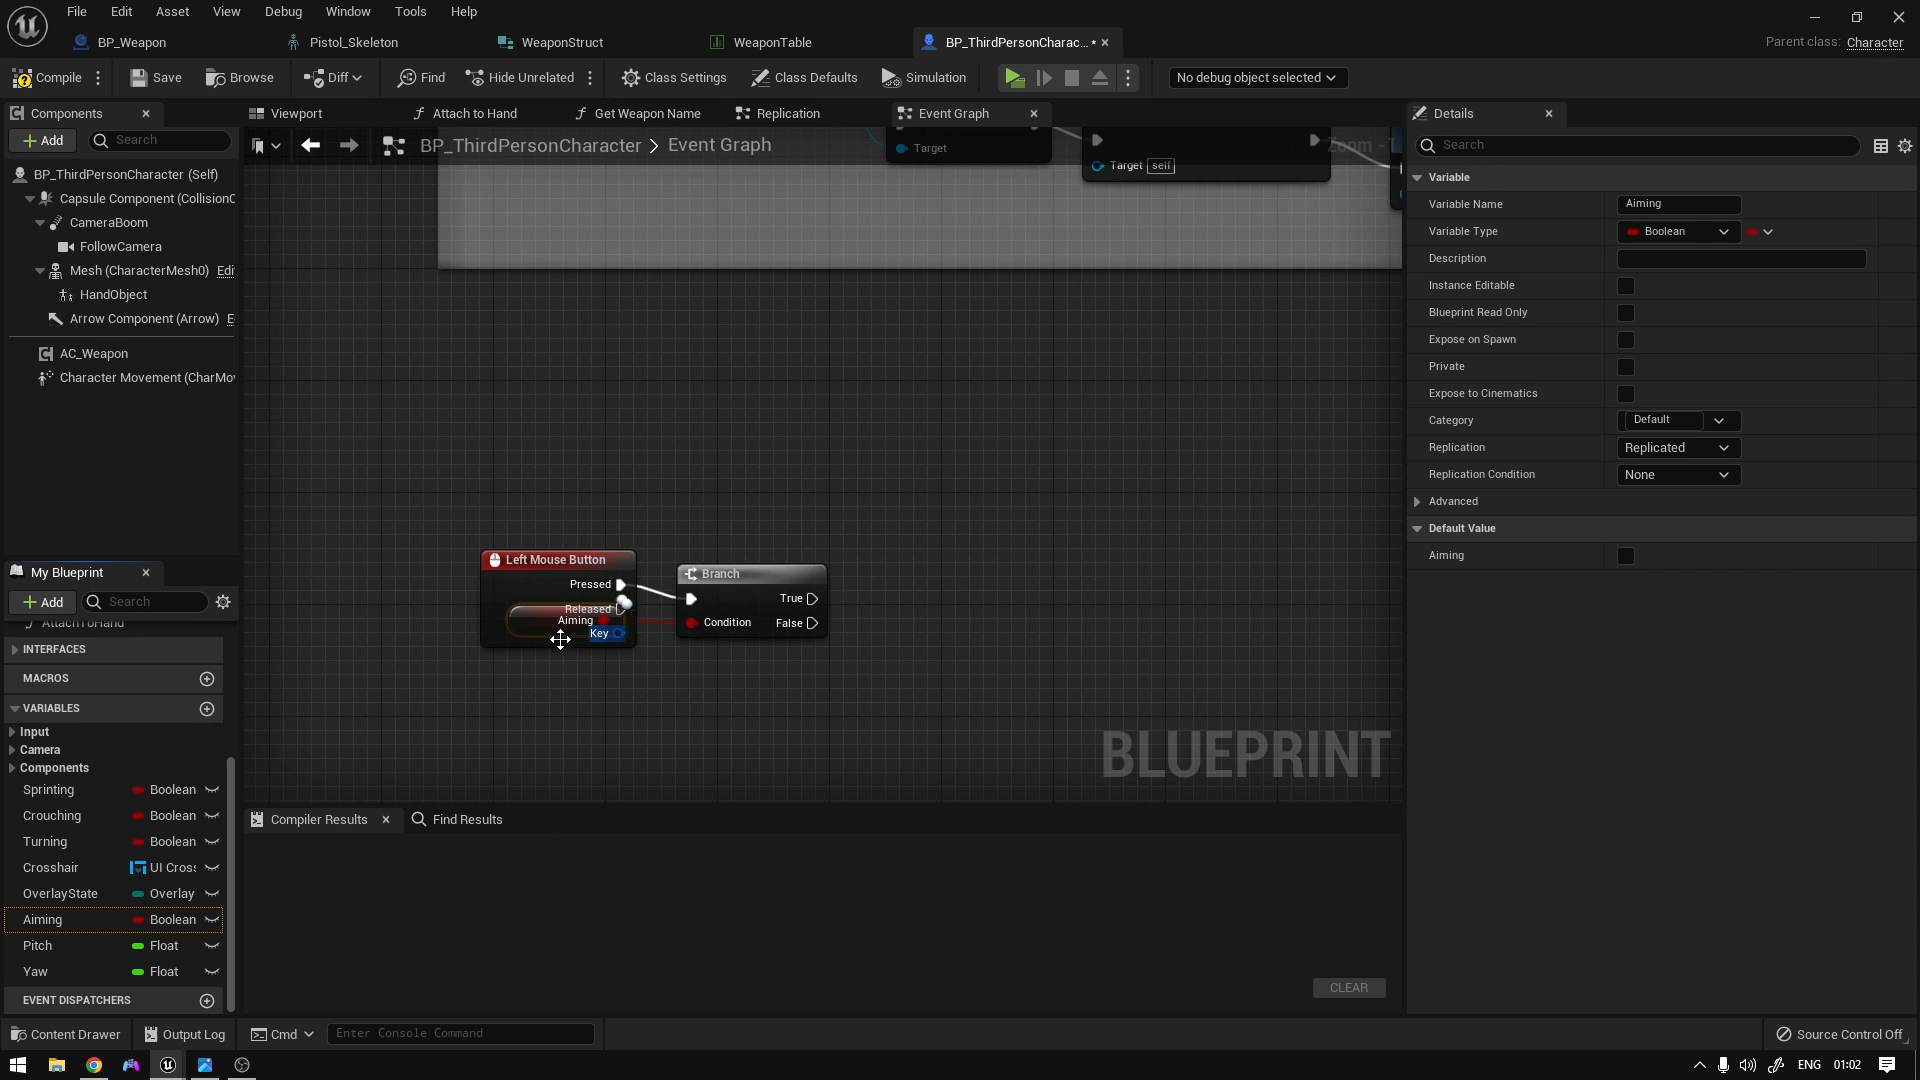 File Edit Asset View Debug Window Tools Help
BP_Weapon Pistol_Skeleton WeaponStruct WeaponTable BP_ThirdPersonCharac... •
Parent class: Character
Compile Save Browse Diff Find Hide Unrelated Class Settings Class Defaults Simulation No debug object selected
Components
Viewport Attach to Hand Get Weapon Name Replication Event Graph
Details
Add Search
BP_ThirdPersonCharacter > Event Graph
Zoom -1
Search
BP_ThirdPersonCharacter (Self)
Capsule Component (CollisionC
CameraBoom
FollowCamera
Mesh (CharacterMesh0) Edi
HandObject
Arrow Component (Arrow) E
AC_Weapon
Character Movement (CharMov
Target
Target self
Variable
Variable Name Aiming
Variable Type Boolean
Description
Instance Editable
Blueprint Read Only
Expose on Spawn
Private
Expose to Cinematics
Category Default
Replication Replicated
Replication Condition None
Advanced
Default Value
Aiming
Left Mouse Button
Pressed
Released
Aiming
Key
Branch
True
Condition False
BLUEPRINT
My Blueprint
Add Search
AttachToHand
INTERFACES
MACROS
VARIABLES
Input
Camera
Components
Sprinting Boolean
Crouching Boolean
Turning Boolean
Crosshair UI Cross
OverlayState Overlay
Aiming Boolean
Pitch Float
Yaw Float
EVENT DISPATCHERS
Compiler Results Find Results
CLEAR
Content Drawer Output Log Cmd Enter Console Command Source Control Off
ENG 01:02